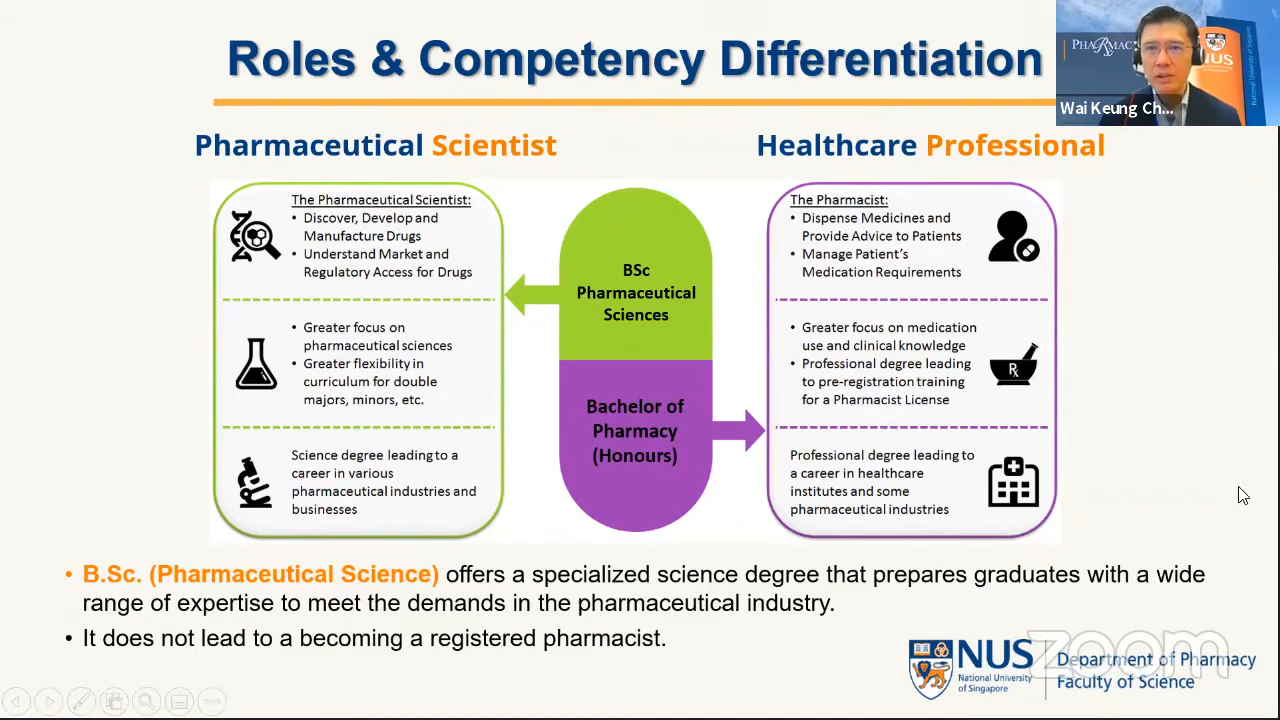 Roles & Competency Differentiation
PHARMAC
NUS
National University of Singapore
Wai Keung Ch...
Pharmaceutical Scientist
Healthcare Professional
The Pharmaceutical Scientist:
• Discover, Develop and
Manufacture Drugs
• Understand Market and
Regulatory Access for Drugs
• Greater focus on
pharmaceutical sciences
• Greater flexibility in
curriculum for double
majors, minors, etc.
Science degree leading to a
career in various
pharmaceutical industries and
businesses
BSc
Pharmaceutical
Sciences
Bachelor of
Pharmacy
(Honours)
The Pharmacist:
• Dispense Medicines and
Provide Advice to Patients
• Manage Patient's
Medication Requirements
• Greater focus on medication
use and clinical knowledge
• Professional degree leading
to pre-registration training
for a Pharmacist License
Rx
Professional degree leading to
a career in healthcare
institutes and some
pharmaceutical industries
• B.Sc. (Pharmaceutical Science) offers a specialized science degree that prepares graduates with a wide
range of expertise to meet the demands in the pharmaceutical industry.
• It does not lead to a becoming a registered pharmacist.
NUS
National University
of Singapore
zoom
Department of Pharmacy
Faculty of Science